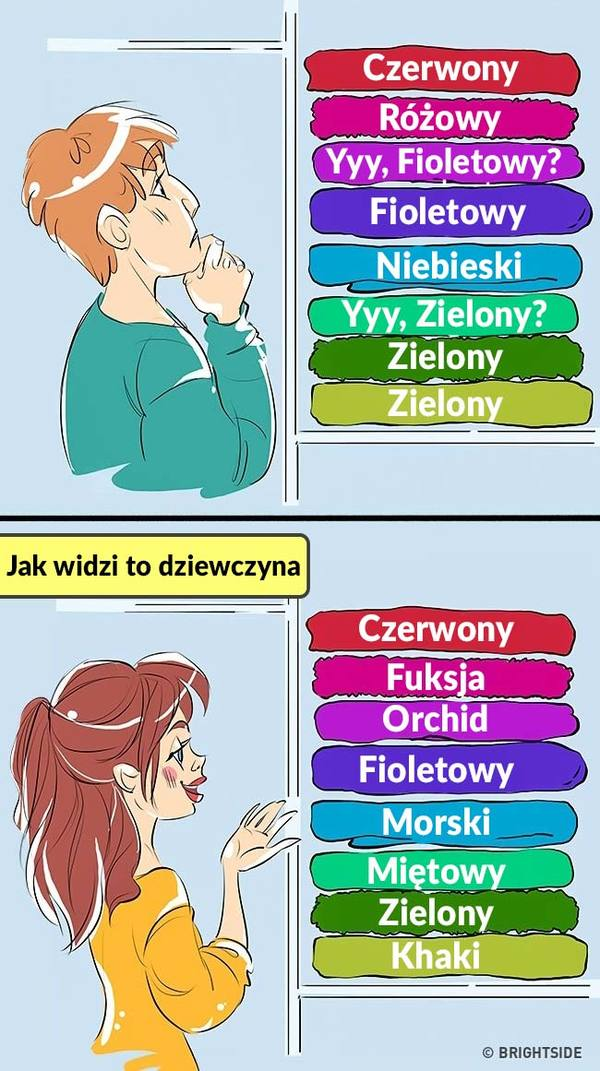 Czerwony
Różowy
Yyy, Fioletowy?
Fioletowy
Niebieski
Yyy, Zielony?
Zielony
Zielony
Jak widzi to dziewczyna
Czerwony
Fuksja
Orchid
Fioletowy
Morski
Miętowy
Zielony
Khaki
© BRIGHTSIDE